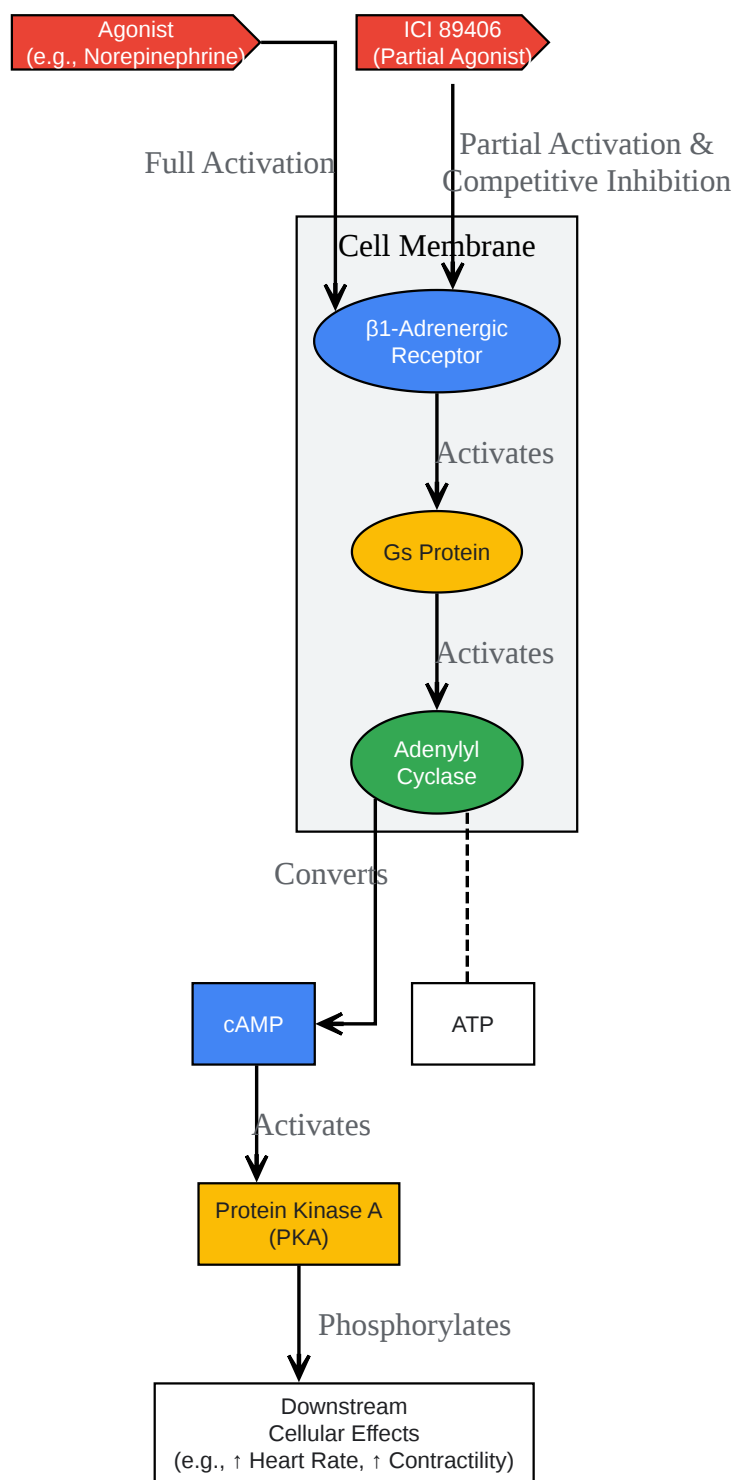 Agonist
(e.g., Norepinephrine)
ICI 89406
(Partial Agonist)
Full Activation
Partial Activation &
Competitive Inhibition
Cell Membrane
β1-Adrenergic
Receptor
Activates
Gs Protein
Activates
Adenylyl
Cyclase
Converts
cAMP
ATP
Activates
Protein Kinase A
(PKA)
Phosphorylates
Downstream
Cellular Effects
(e.g., ↑ Heart Rate, ↑ Contractility)